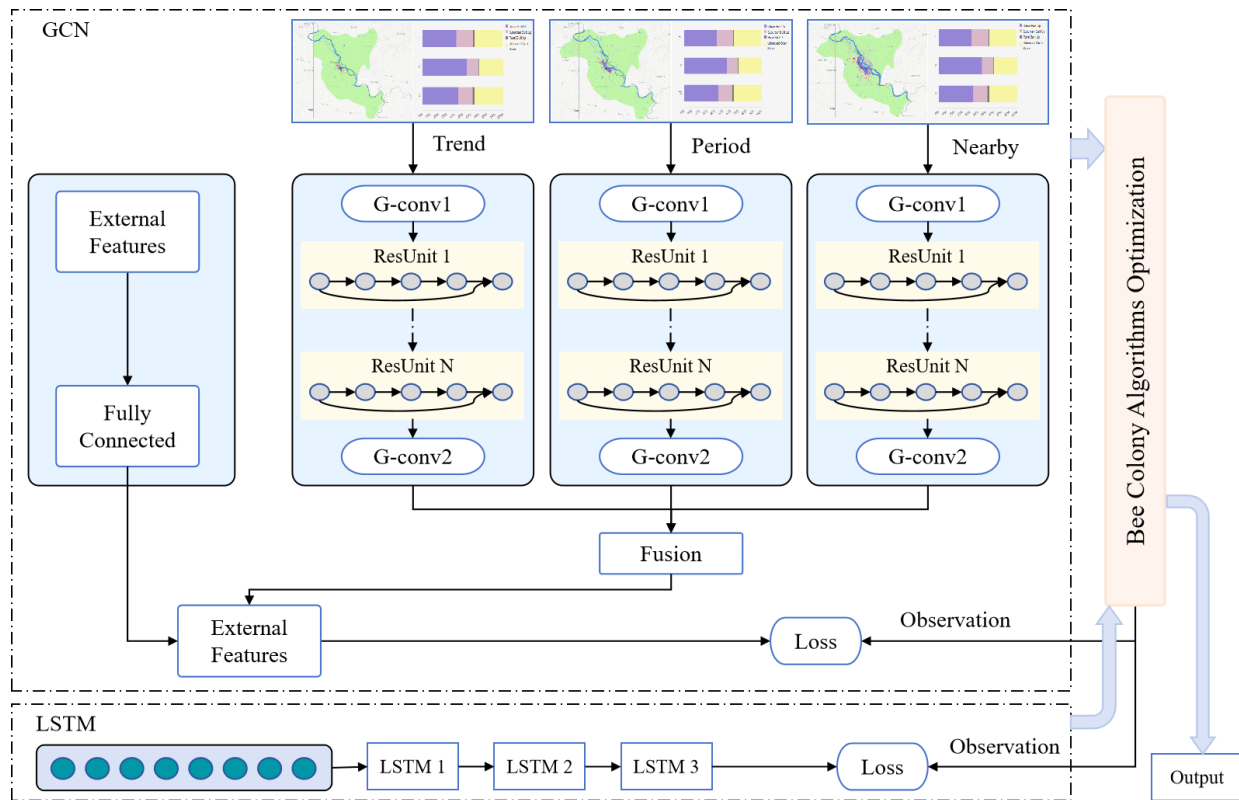 GCN
Trend
Period
Nearby
External
Features
Fully
Connected
G-conv1
ResUnit 1
ResUnit N
G-conv2
G-conv1
ResUnit 1
ResUnit N
G-conv2
G-conv1
ResUnit 1
ResUnit N
G-conv2
Fusion
External
Features
Loss
Observation
Bee Colony Algorithms Optimization
LSTM
LSTM 1
LSTM 2
LSTM 3
Loss
Observation
Output